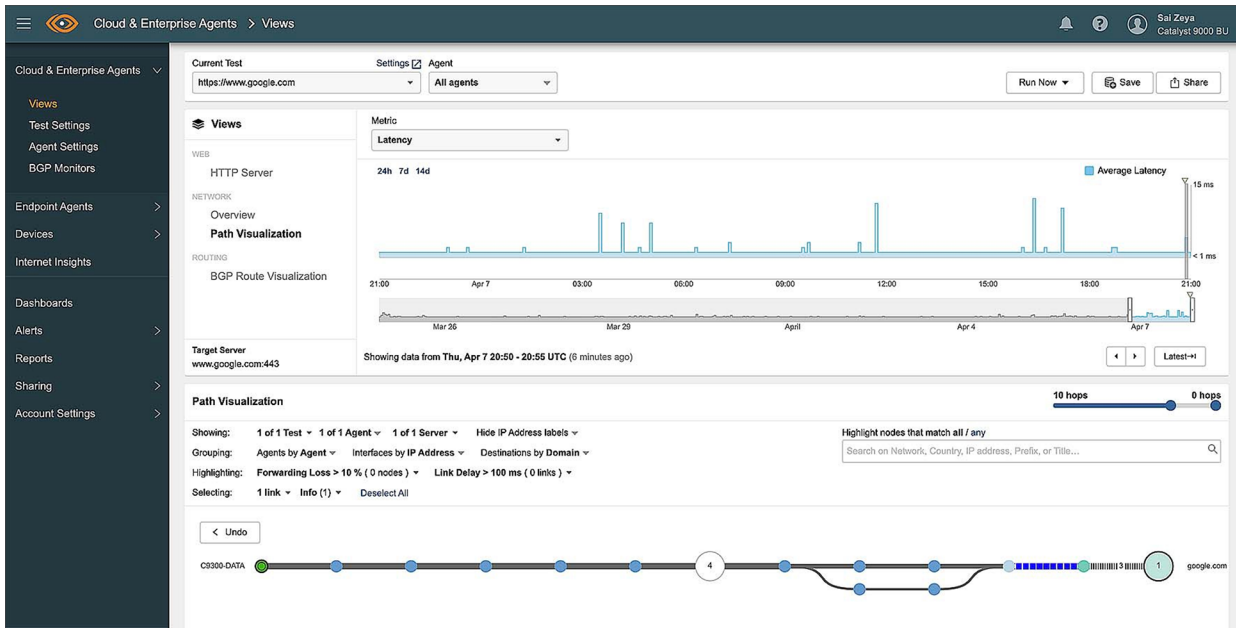 Cloud & Enterprise Agents > Views
Sai Zeya
Catalyst 9000 BU
Cloud & Enterprise Agents
Views
Test Settings
Agent Settings
BGP Monitors
Endpoint Agents
Devices
Internet Insights
Dashboards
Alerts
Reports
Sharing
Account Settings
Current Test
Settings
Agent
https://www.google.com
All agents
Run Now
Save
Share
Views
WEB
HTTP Server
NETWORK
Overview
Path Visualization
ROUTING
BGP Route Visualization
Target Server
www.google.com:443
Metric
Latency
24h 7d 14d
Average Latency
15 ms
< 1 ms
21:00 Apr 7 03:00 06:00 09:00 12:00 15:00 18:00 21:00
Mar 26 Mar 29 April Apr 4 Apr 7
Showing data from Thu, Apr 7 20:50 - 20:55 UTC (6 minutes ago)
Latest
Path Visualization
10 hops 0 hops
Showing: 1 of 1 Test 1 of 1 Agent 1 of 1 Server Hide IP Address labels
Grouping: Agents by Agent Interfaces by IP Address Destinations by Domain
Highlighting: Forwarding Loss > 10 % ( 0 nodes ) Link Delay > 100 ms ( 0 links )
Selecting: 1 link Info (1) Deselect All
Highlight nodes that match all / any
Search on Network, Country, IP address, Prefix, or Title...
< Undo
C9300-DATA 4 3 1 google.com